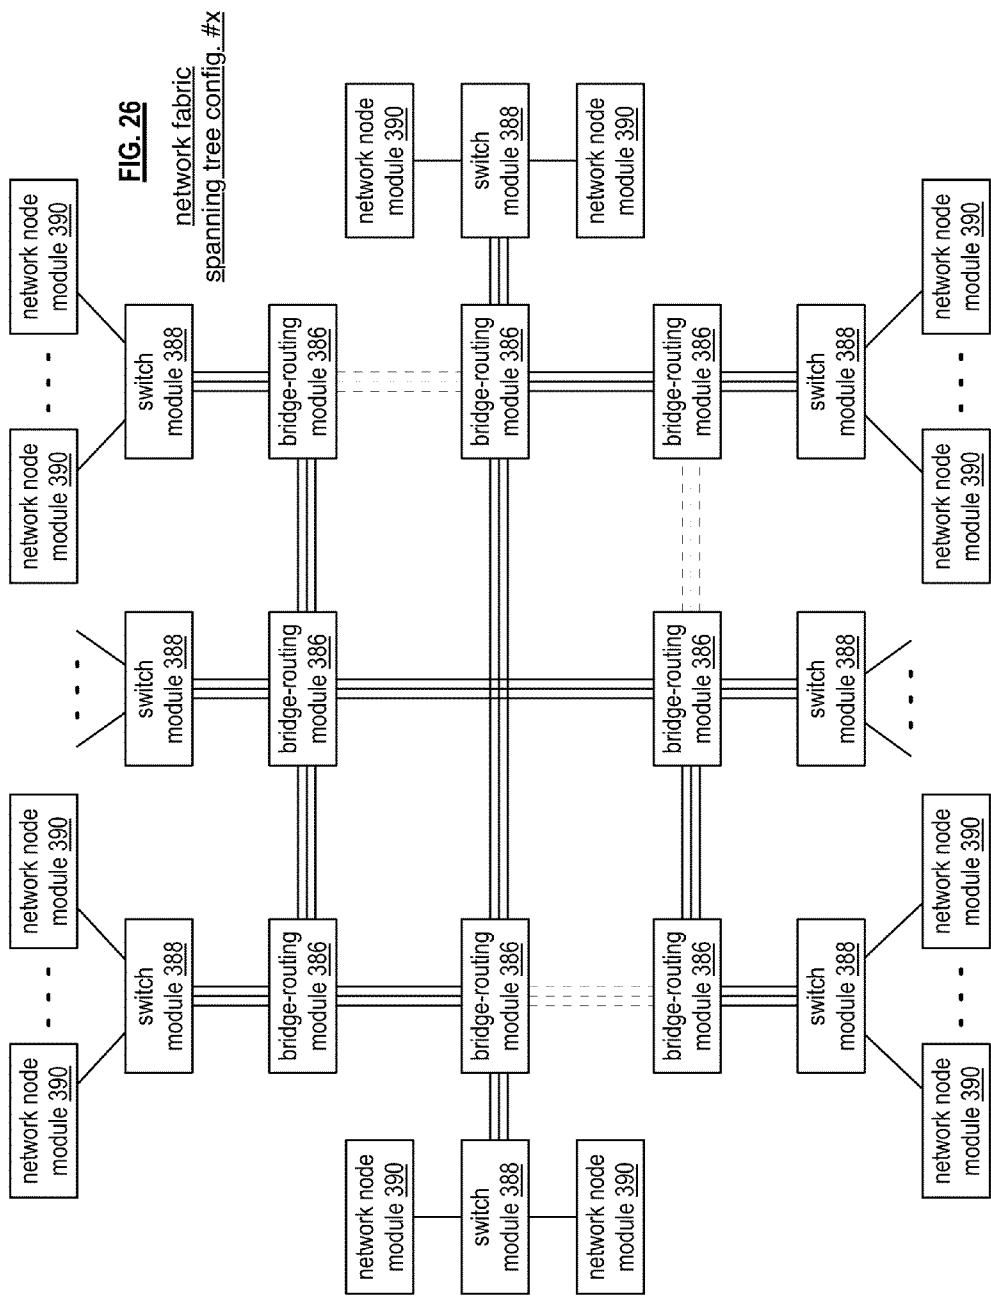 network node
module 390
network node
module 390
network node
module 390
network node
module 390
FIG. 26
network fabric
spanning tree config. #x
switch
module 388
switch
module 388
switch
module 388
bridge-routing
module 386
bridge-routing
module 386
bridge-routing
module 386
network node
module 390
network node
module 390
switch
module 388
bridge-routing
module 386
bridge-routing
module 386
switch
module 388
network node
module 390
network node
module 390
bridge-routing
module 386
bridge-routing
module 386
bridge-routing
module 386
switch
module 388
switch
module 388
switch
module 388
network node
module 390
network node
module 390
network node
module 390
network node
module 390